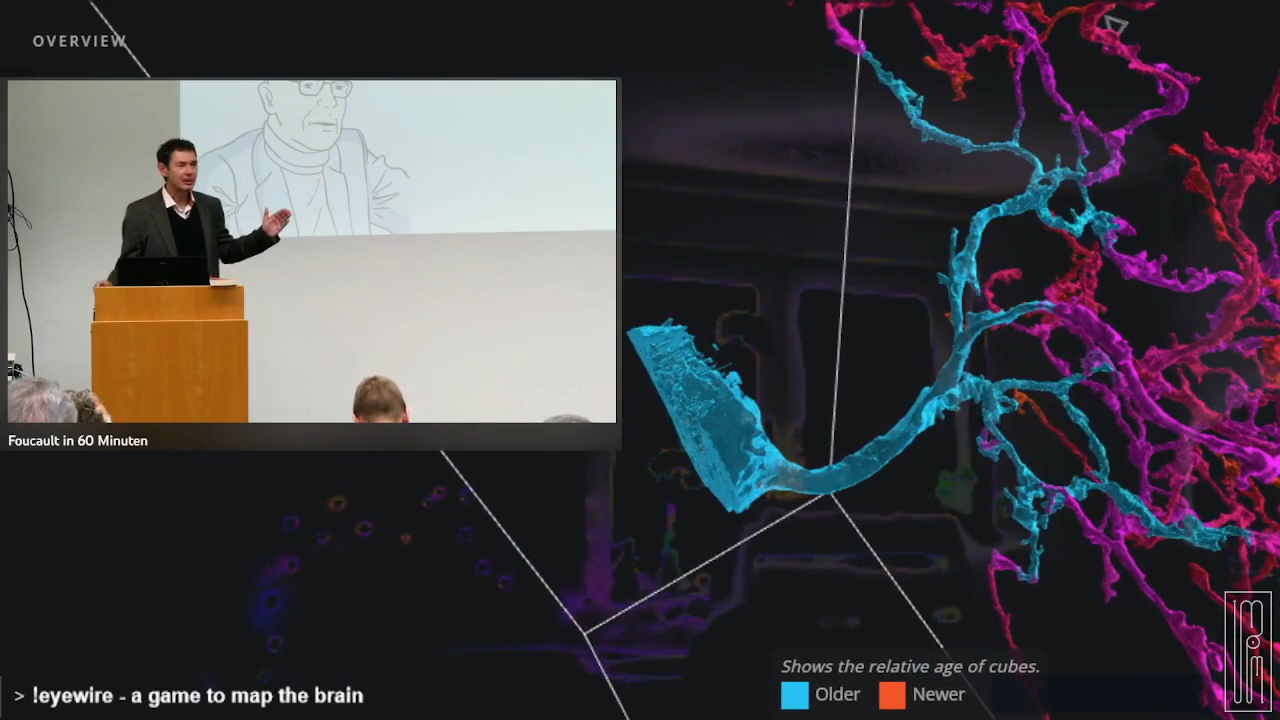 OVERVIEW
Foucault in 60 Minuten
Shows the relative age of cubes.
Older
Newer
> !eyewire - a game to map the brain